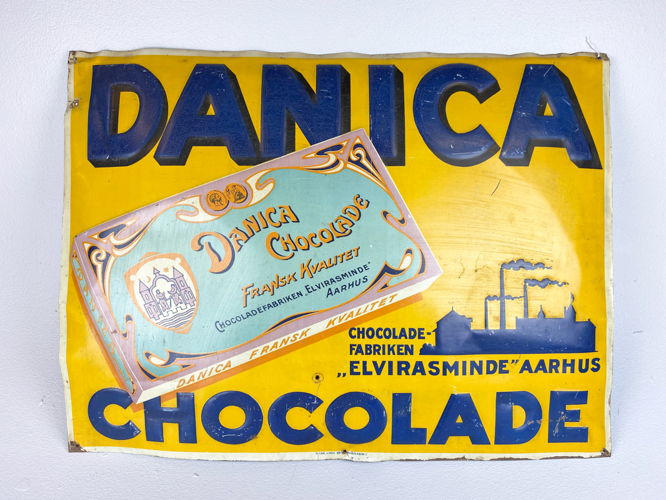 DANICA
DANICA
CHOCOLADE
FRANSK KVALITET
CHOCOLADEFABRIKEN „ELVIRASMINDE"
AARHUS
DANICA FRANSK KVALITET
CHOCOLADE-
FABRIKEN
„ELVIRASMINDE" AARHUS
CHOCOLADE